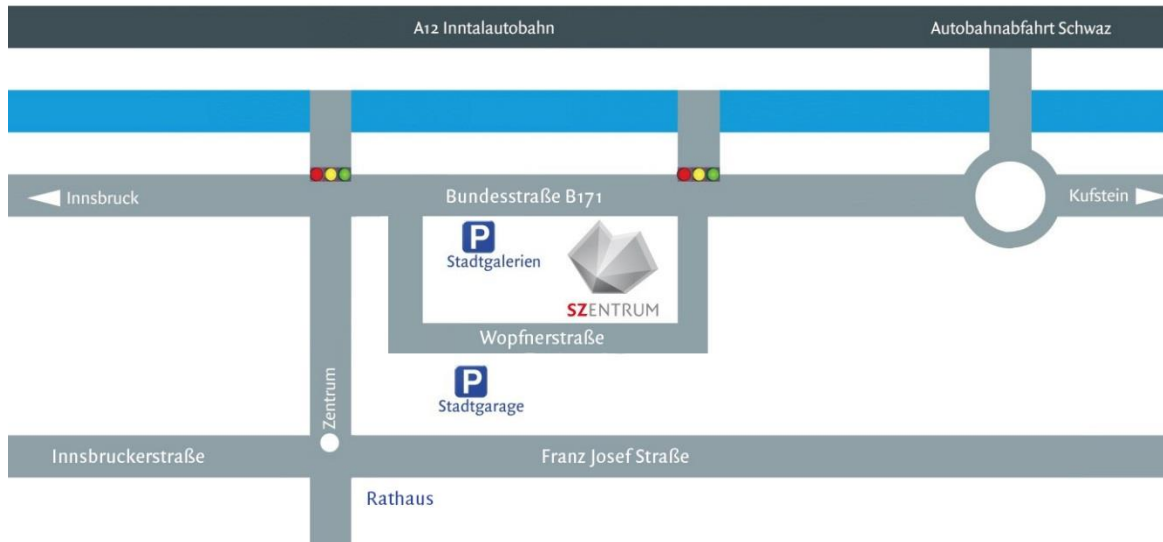 A12 Inntalautobahn
Autobahnabfahrt Schwaz
Innsbruck
Bundesstraße B171
Kufstein
P
Stadtgalerien
SZENTRUM
Wopfnerstraße
P
Stadtgarage
Zentrum
Innsbruckerstraße
Franz Josef Straße
Rathaus